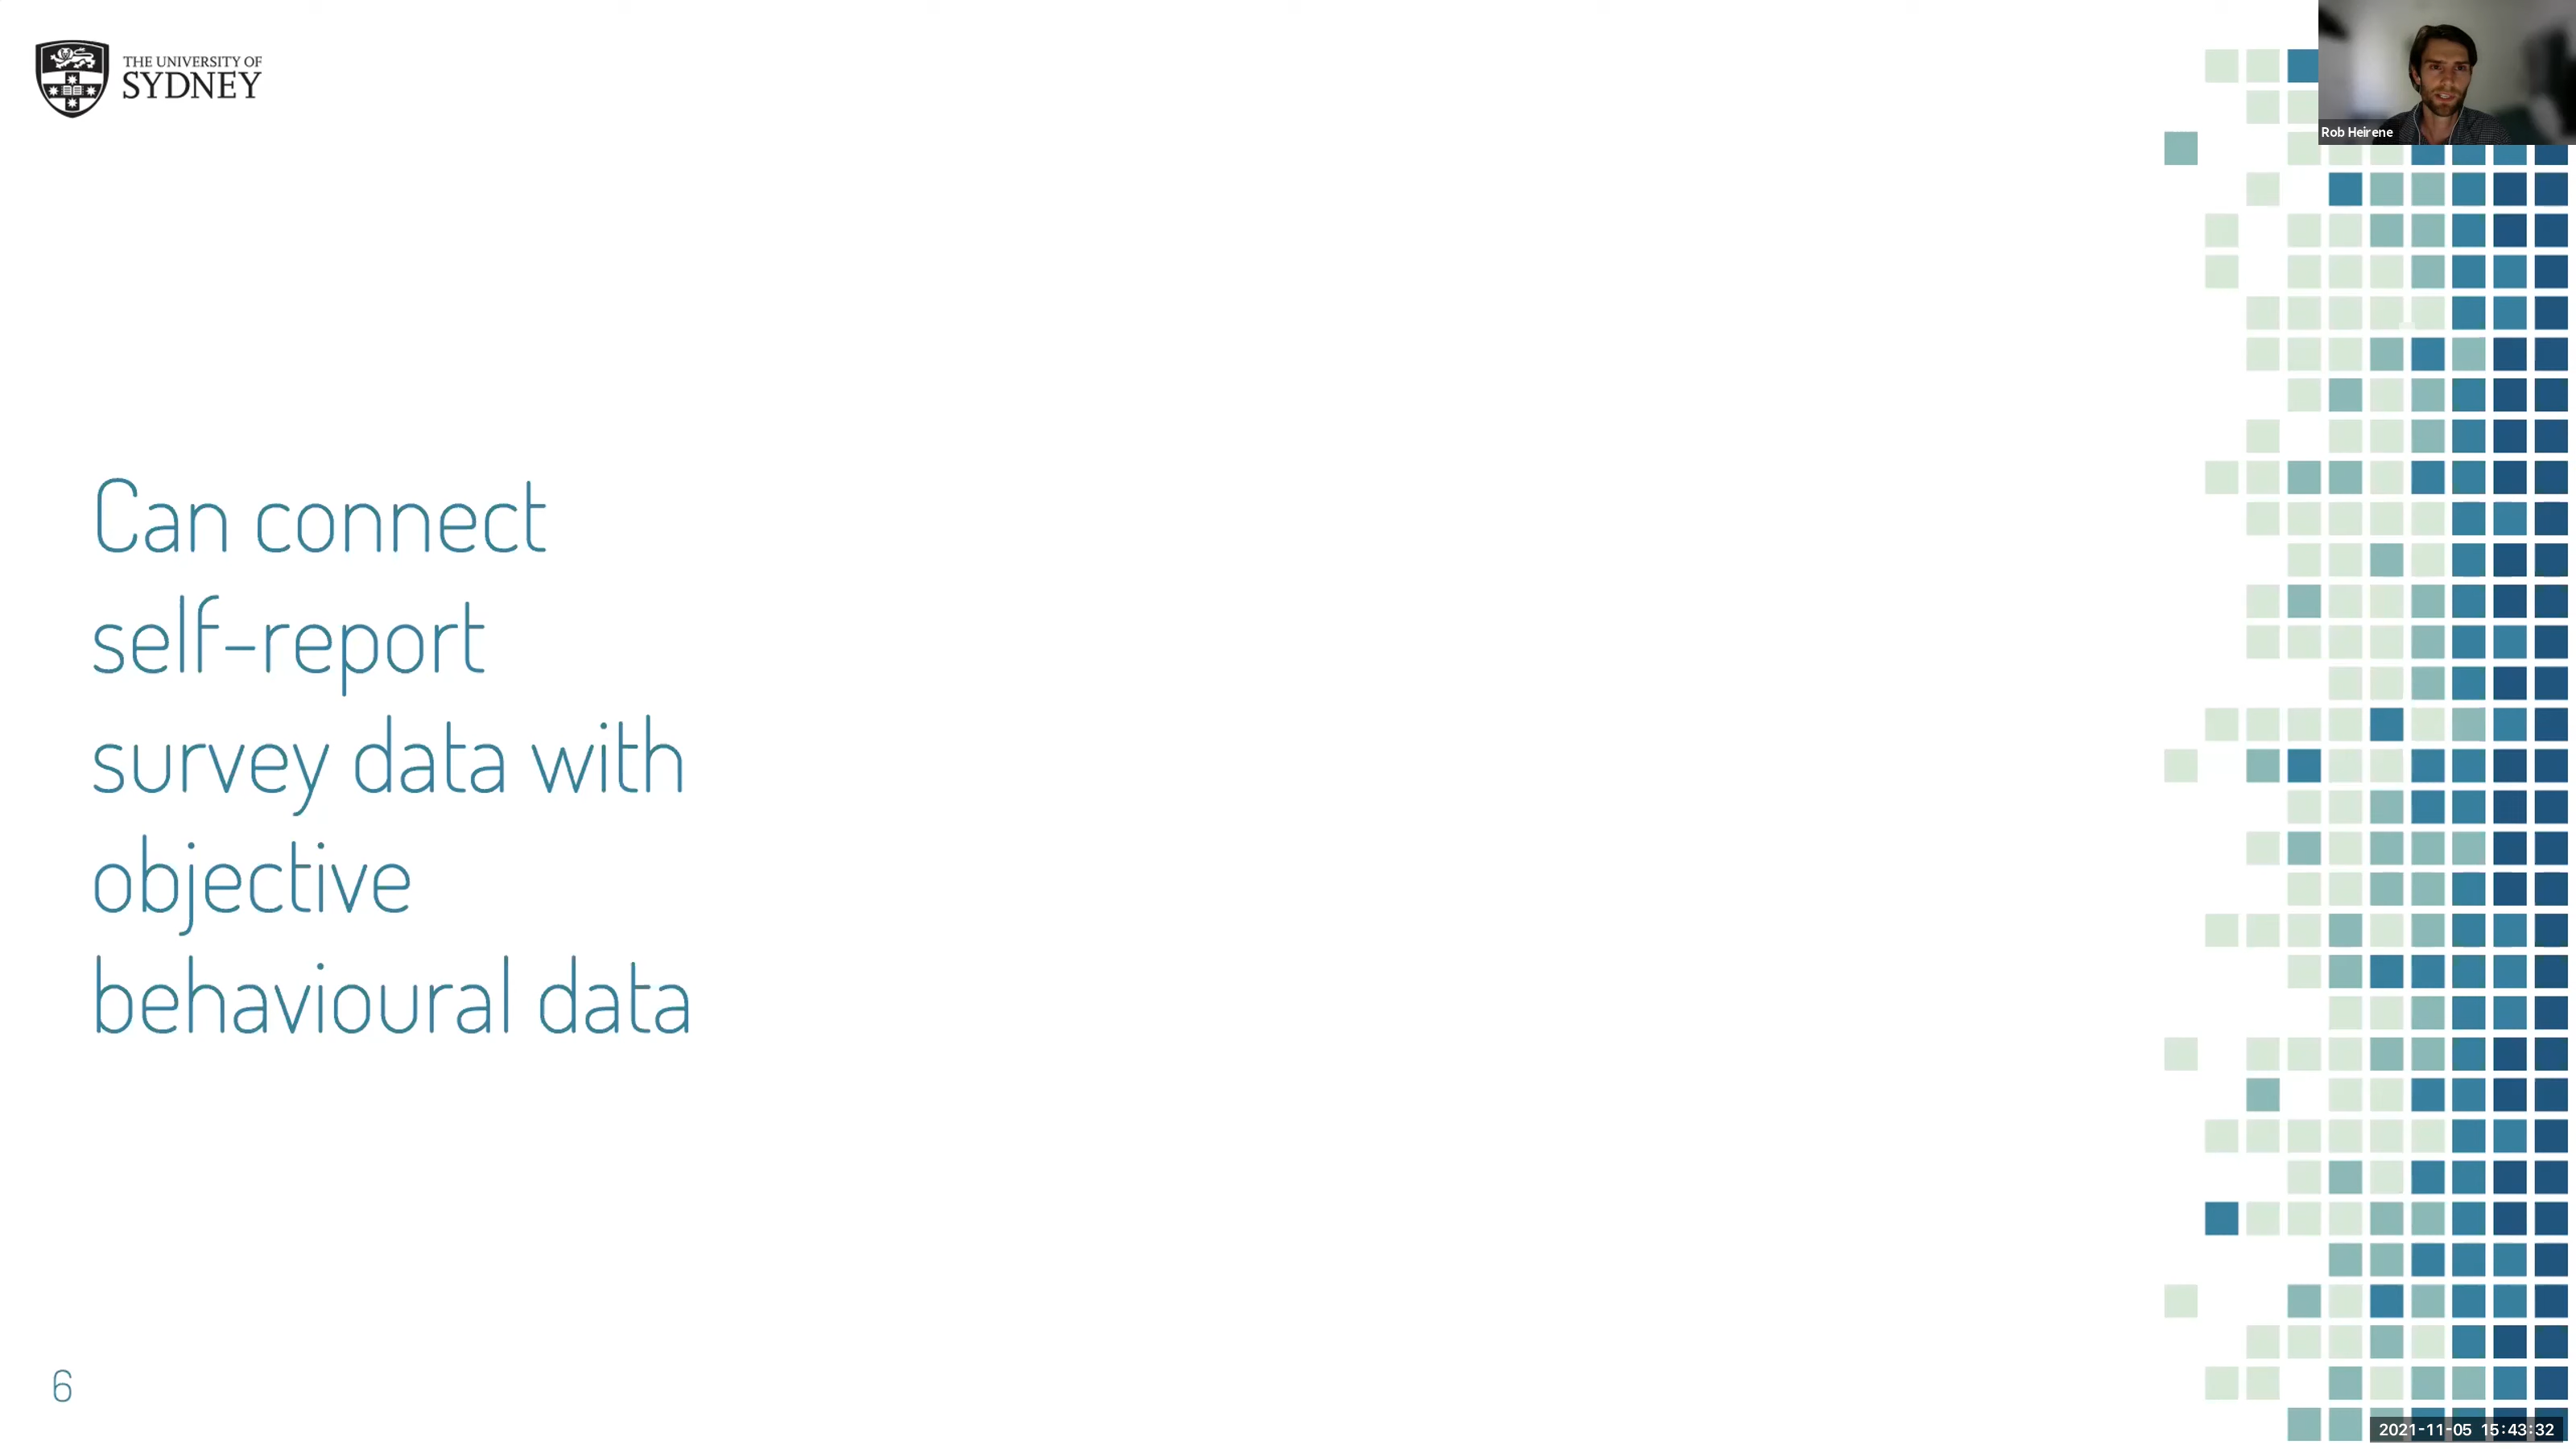 THE UNIVERSITY OF
SYDNEY
Rob Heirene
Can connect
self-report
survey data with
objective
behavioural data
6
2021-11-05 15:43:32